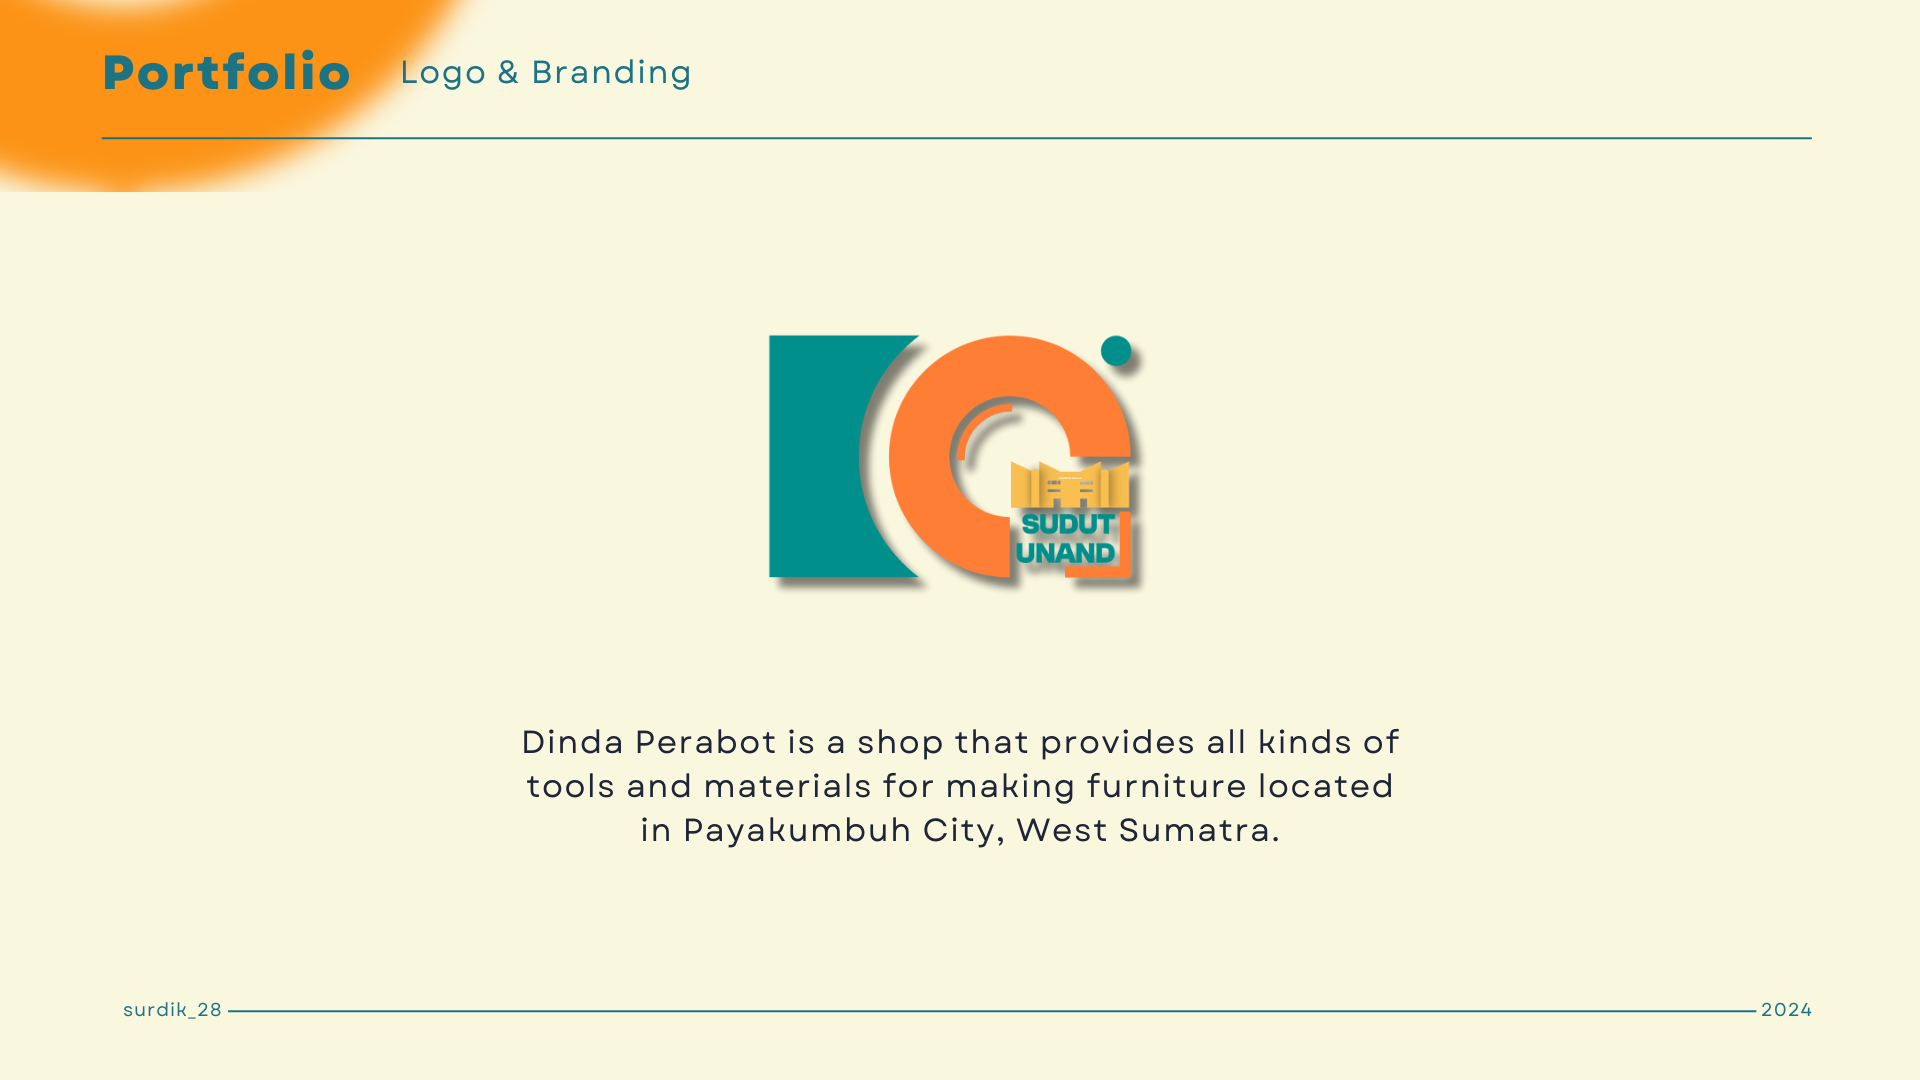 Portfolio
Logo & Branding
SUDUT
UNAND
Dinda Perabot is a shop that provides all kinds of
tools and materials for making furniture located
in Payakumbuh City, West Sumatra.
surdik_28
2024